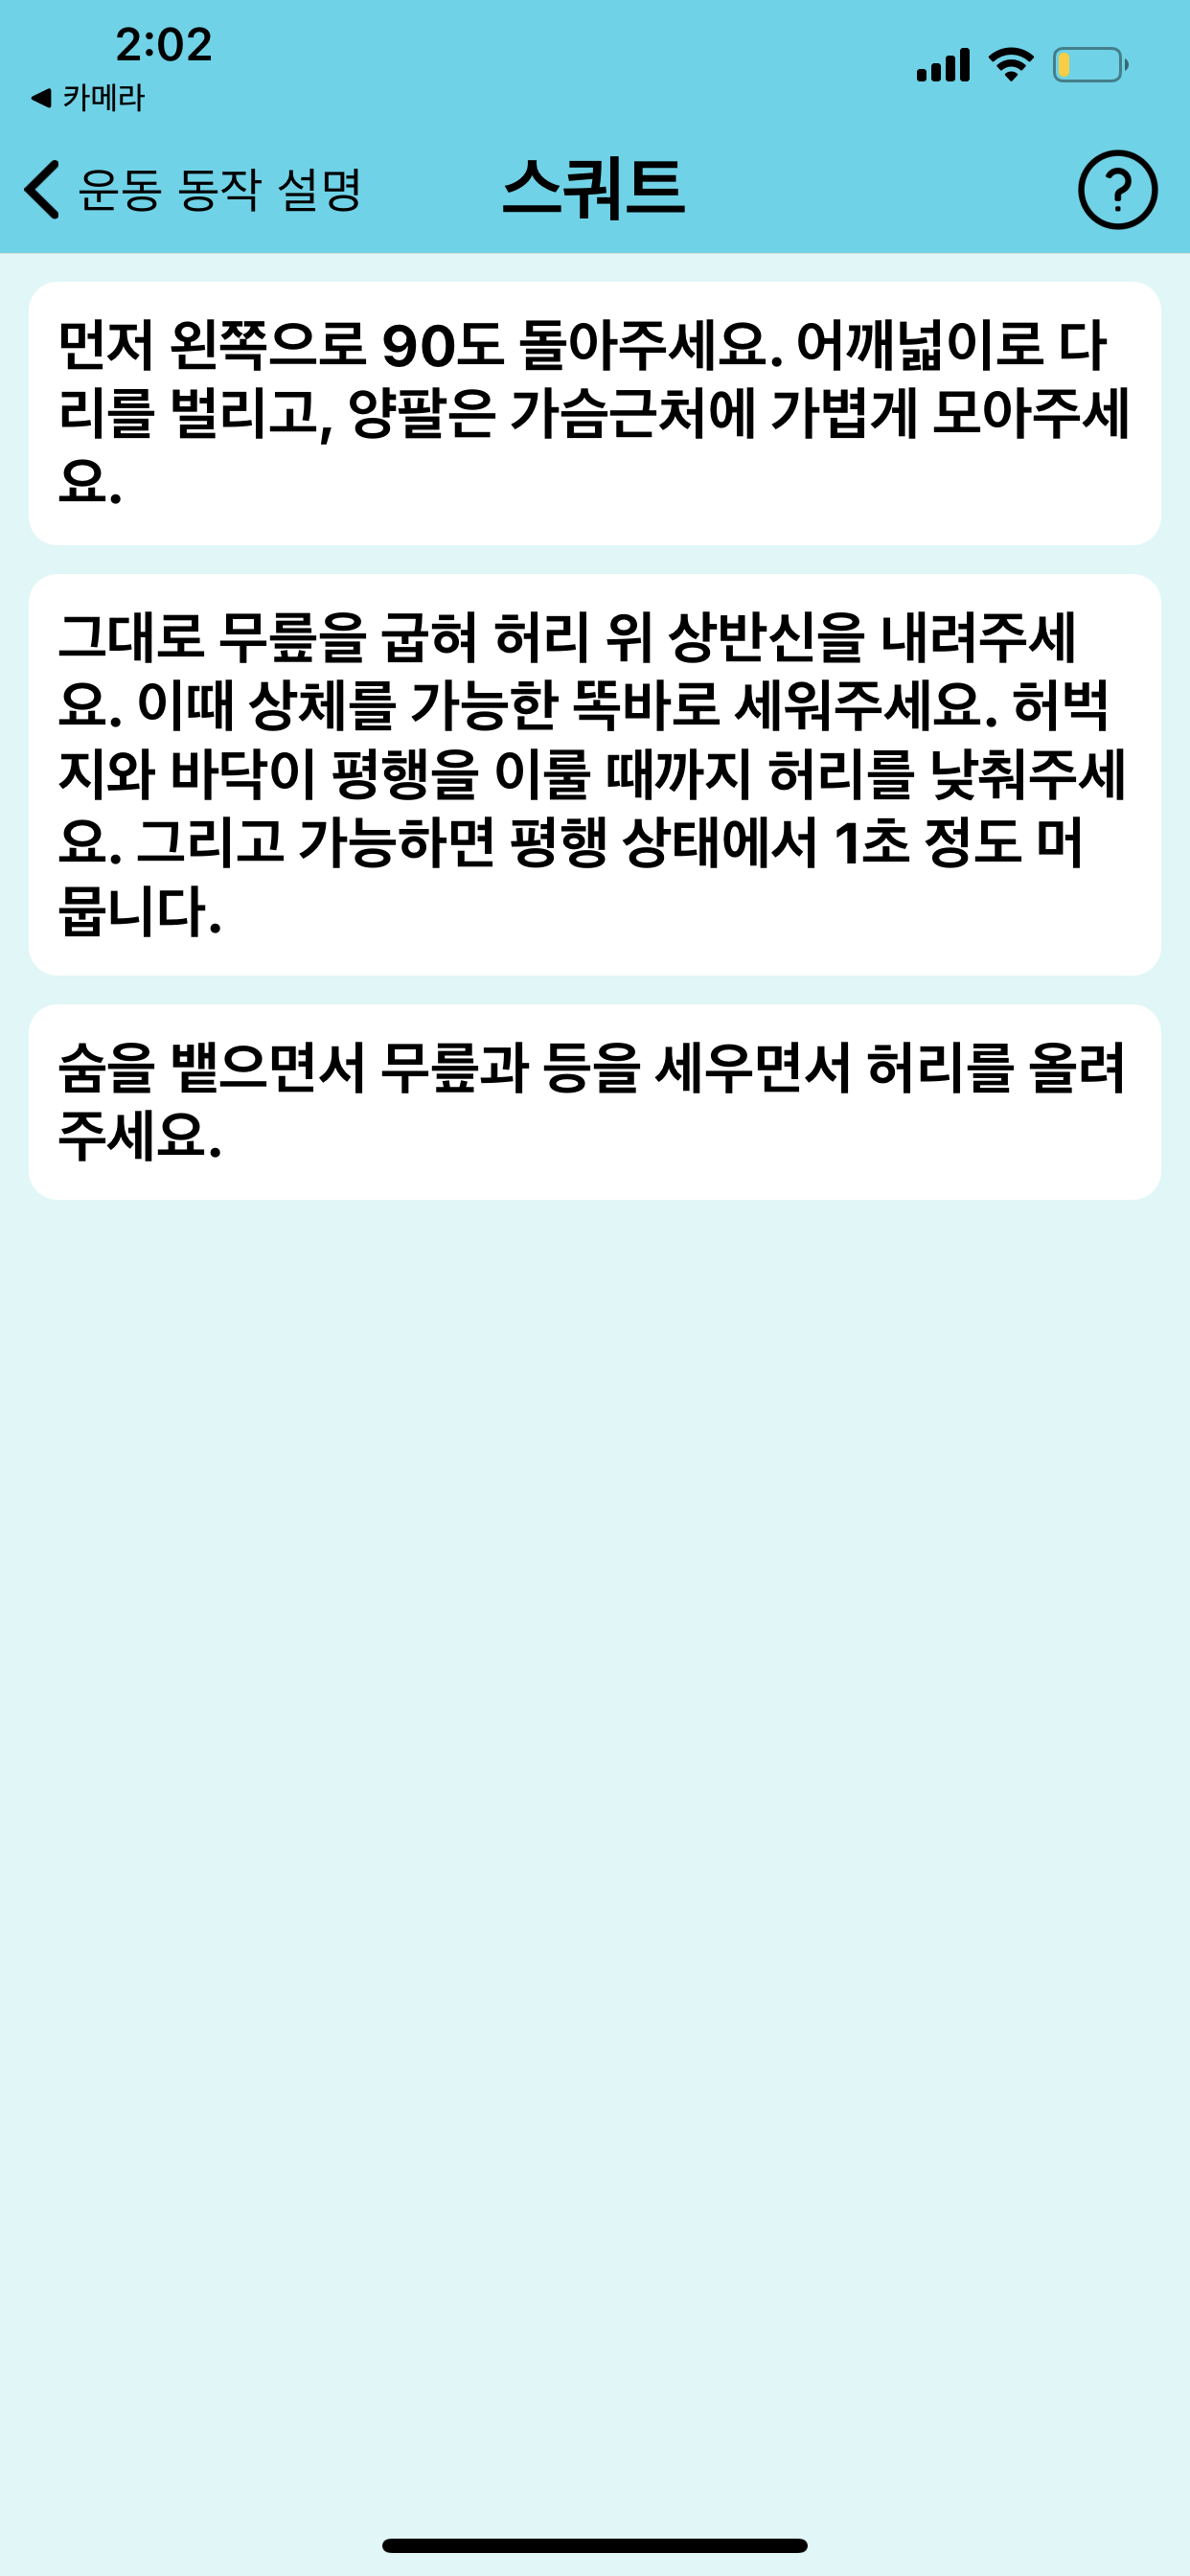 2:02
◀ 카메라
운동 동작 설명
스쿼트
?
먼저 왼쪽으로 90도 돌아주세요. 어깨넓이로 다
리를 벌리고, 양팔은 가슴근처에 가볍게 모아주세
요.
그대로 무릎을 굽혀 허리 위 상반신을 내려주세
요. 이때 상체를 가능한 똑바로 세워주세요. 허벅
지와 바닥이 평행을 이룰 때까지 허리를 낮춰주세
요. 그리고 가능하면 평행 상태에서 1초 정도 머
뭅니다.
숨을 뱉으면서 무릎과 등을 세우면서 허리를 올려
주세요.